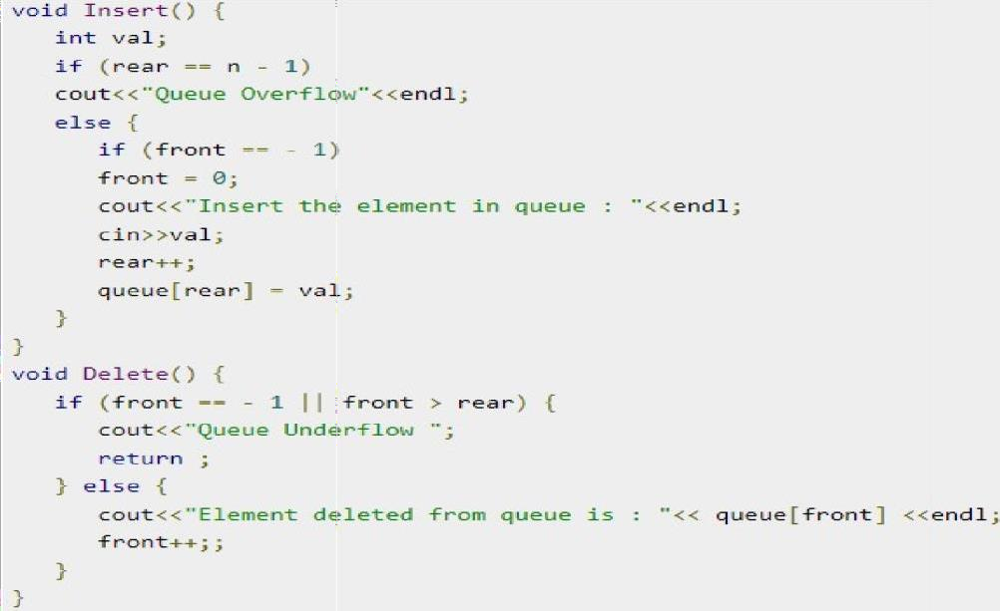 void Insert() {
   int val;
   if (rear == n - 1)
   cout<<"Queue Overflow"<<endl;
   else {
      if (front == - 1)
      front = 0;
      cout<<"Insert the element in queue : "<<endl;
      cin>>val;
      rear++;
      queue[rear] = val;
   }
}
void Delete() {
   if (front == - 1 || front > rear) {
      cout<<"Queue Underflow ";
      return ;
   } else {
      cout<<"Element deleted from queue is : "<< queue[front] <<endl;
      front++;;
   }
}